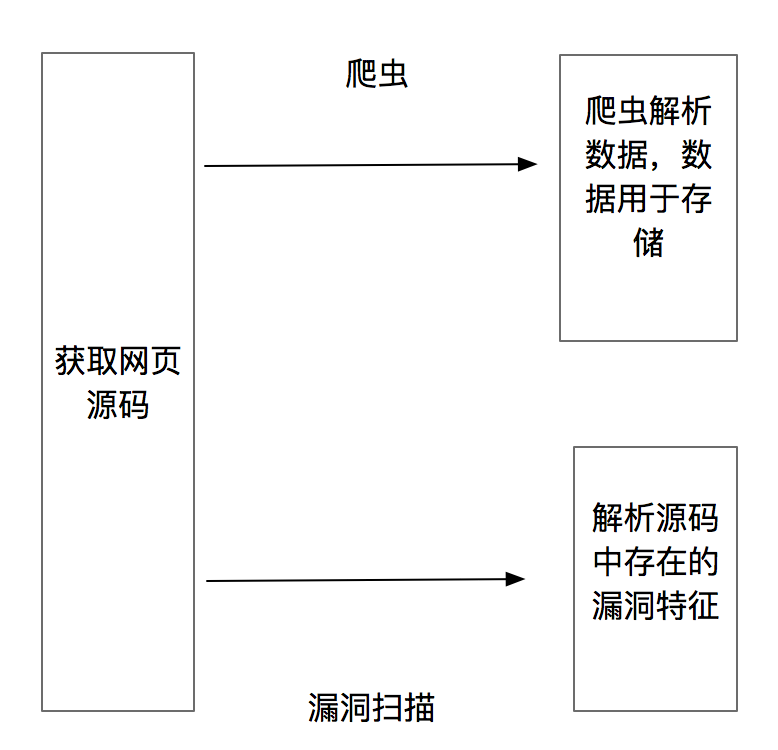 爬虫
爬虫解析
数据，数
据用于存
储
获取网页
源码
解析源码
中存在的
漏洞特征
漏洞扫描